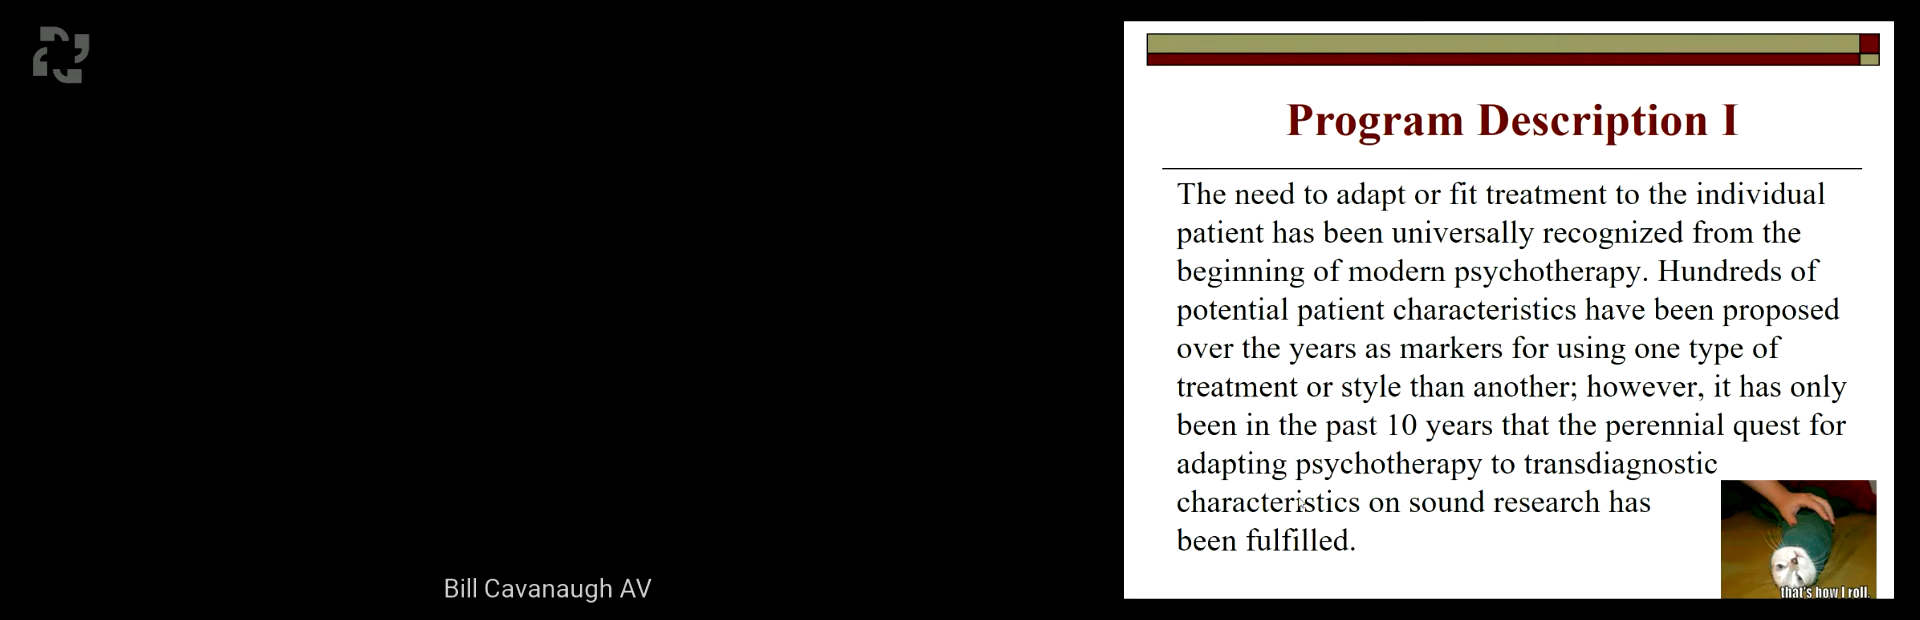 Program Description I
The need to adapt or fit treatment to the individual
patient has been universally recognized from the
beginning of modern psychotherapy. Hundreds of
potential patient characteristics have been proposed
over the years as markers for using one type of
treatment or style than another; however, it has only
been in the past 10 years that the perennial quest for
adapting psychotherapy to transdiagnostic
characteristics on sound research has
been fulfilled.
that's how I roll.
Bill Cavanaugh AV